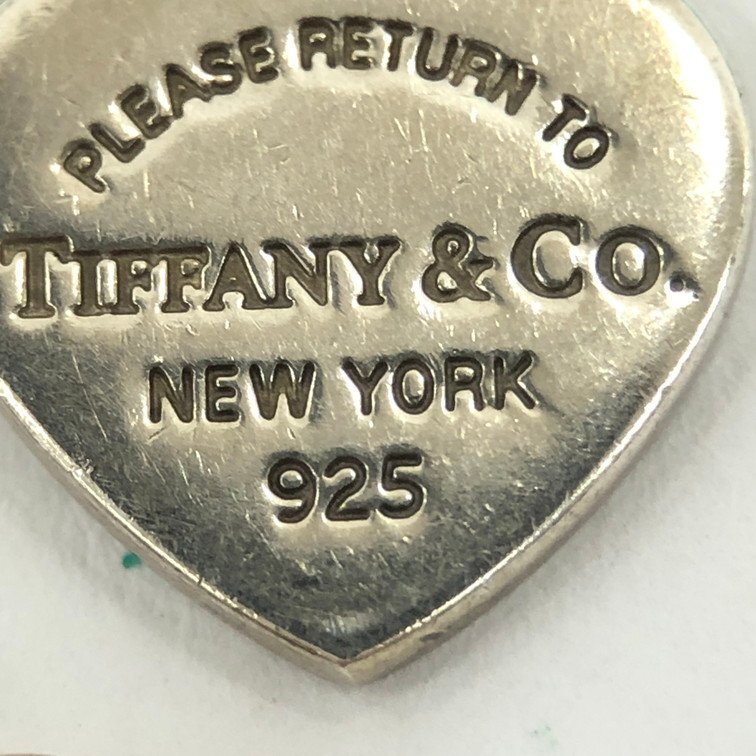 PLEASE RETURN TO
TIFFANY & CO.
NEW YORK
925